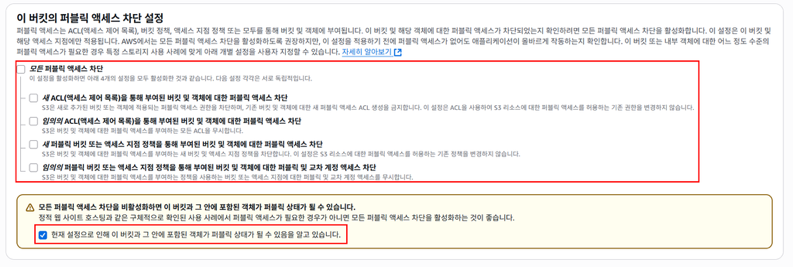 이 버킷의 퍼블릭 액세스 차단 설정
퍼블릭 액세스는 ACL(액세스 제어 목록), 버킷 정책, 액세스 지점 정책 또는 모두를 통해 버킷 및 객체에 부여됩니다. 이 버킷 및 해당 객체에 대한 퍼블릭 액세스가 차단되었는지 확인하려면 모든 퍼블릭 액세스 차단을 활성화합니다. 이 설정은 이 버킷 및
해당 액세스 지점에만 적용됩니다. AWS에서는 모든 퍼블릭 액세스 차단을 활성화하도록 권장하지만, 이 설정을 적용하기 전에 퍼블릭 액세스가 없어도 애플리케이션이 올바르게 작동하는지 확인합니다. 이 버킷 또는 내부 객체에 대한 어느 정도 수준의
퍼블릭 액세스가 필요한 경우 특정 스토리지 사용 사례에 맞게 아래 개별 설정을 사용자 지정할 수 있습니다. 자세히 알아보기
모든 퍼블릭 액세스 차단
이 설정을 활성화하면 아래 4개의 설정을 모두 활성화한 것과 같습니다. 다음 설정 각각은 서로 독립적입니다.
새 ACL(액세스 제어 목록)을 통해 부여된 버킷 및 객체에 대한 퍼블릭 액세스 차단
S3은 새로 추가된 버킷 또는 객체에 적용되는 퍼블릭 액세스 권한을 차단하며, 기존 버킷 및 객체에 대한 새 퍼블릭 액세스 ACL 생성을 금지합니다. 이 설정은 ACL을 사용하여 S3 리소스에 대한 퍼블릭 액세스를 허용하는 기존 권한을 변경하지 않습니다.
임의의 ACL(액세스 제어 목록)을 통해 부여된 버킷 및 객체에 대한 퍼블릭 액세스 차단
S3은 버킷 및 객체에 대한 퍼블릭 액세스를 부여하는 모든 ACL을 무시합니다.
새 퍼블릭 버킷 또는 액세스 지점 정책을 통해 부여된 버킷 및 객체에 대한 퍼블릭 액세스 차단
S3은 버킷 및 객체에 대한 퍼블릭 액세스를 부여하는 새 버킷 및 액세스 지점 정책을 차단합니다. 이 설정은 S3 리소스에 대한 퍼블릭 액세스를 허용하는 기존 정책을 변경하지 않습니다.
임의의 퍼블릭 버킷 또는 액세스 지점 정책을 통해 부여된 버킷 및 객체에 대한 퍼블릭 및 교차 계정 액세스 차단
S3은 버킷 및 객체에 대한 퍼블릭 액세스를 부여하는 정책을 사용하는 버킷 또는 액세스 지점에 대한 퍼블릭 및 교차 계정 액세스를 무시합니다.
모든 퍼블릭 액세스 차단을 비활성화하면 이 버킷과 그 안에 포함된 객체가 퍼블릭 상태가 될 수 있습니다.
정적 웹 사이트 호스팅과 같은 구체적으로 확인된 사용 사례에서 퍼블릭 액세스가 필요한 경우가 아니면 모든 퍼블릭 액세스 차단을 활성화하는 것이 좋습니다.
현재 설정으로 인해 이 버킷과 그 안에 포함된 객체가 퍼블릭 상태가 될 수 있음을 알고 있습니다.